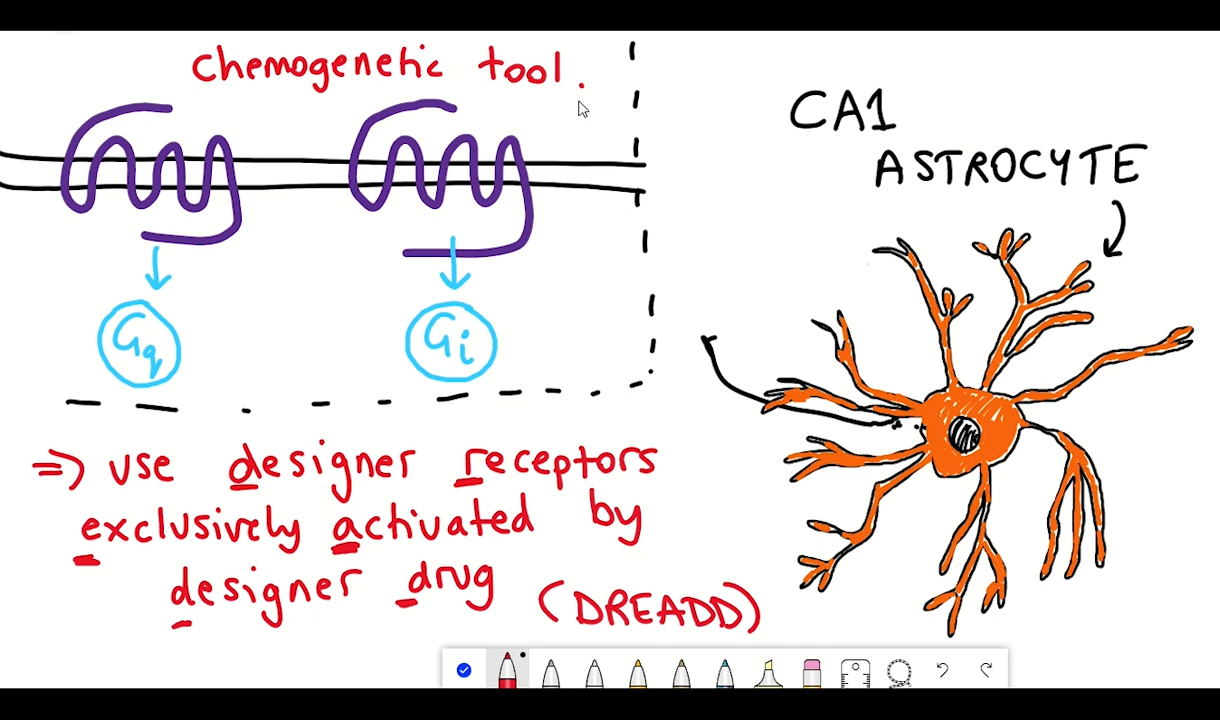 chemogenetic tool.
Gq
Gi
=> use designer receptors
exclusively activated by
designer drug
(DREADD)
CA1
ASTROCYTE